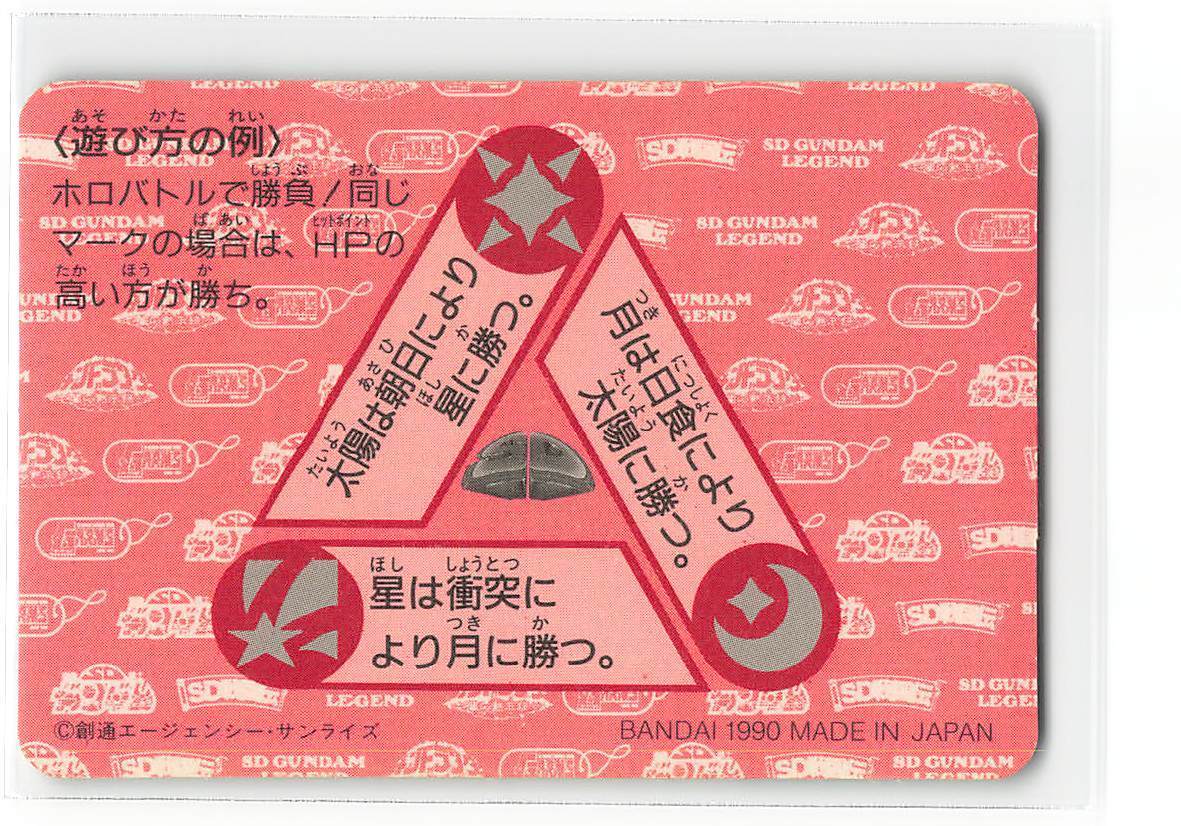 〈遊び方の例〉
ホロバトルで勝負！同じ
マークの場合は、HPの
高い方が勝ち。
太陽は朝日により
星に勝つ。
月は日食により
太陽に勝つ。
星は衝突に
より月に勝つ。
©創通エージェンシー・サンライズ
BANDAI 1990 MADE IN JAPAN
SD GUNDAM
LEGEND